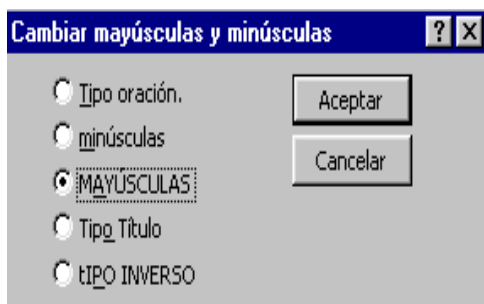 Cambiar mayúsculas y minúsculas ? X
Tipo oración.
Aceptar
minúsculas
Cancelar
MAYÚSCULAS
Tipo Título
tIPO INVERSO